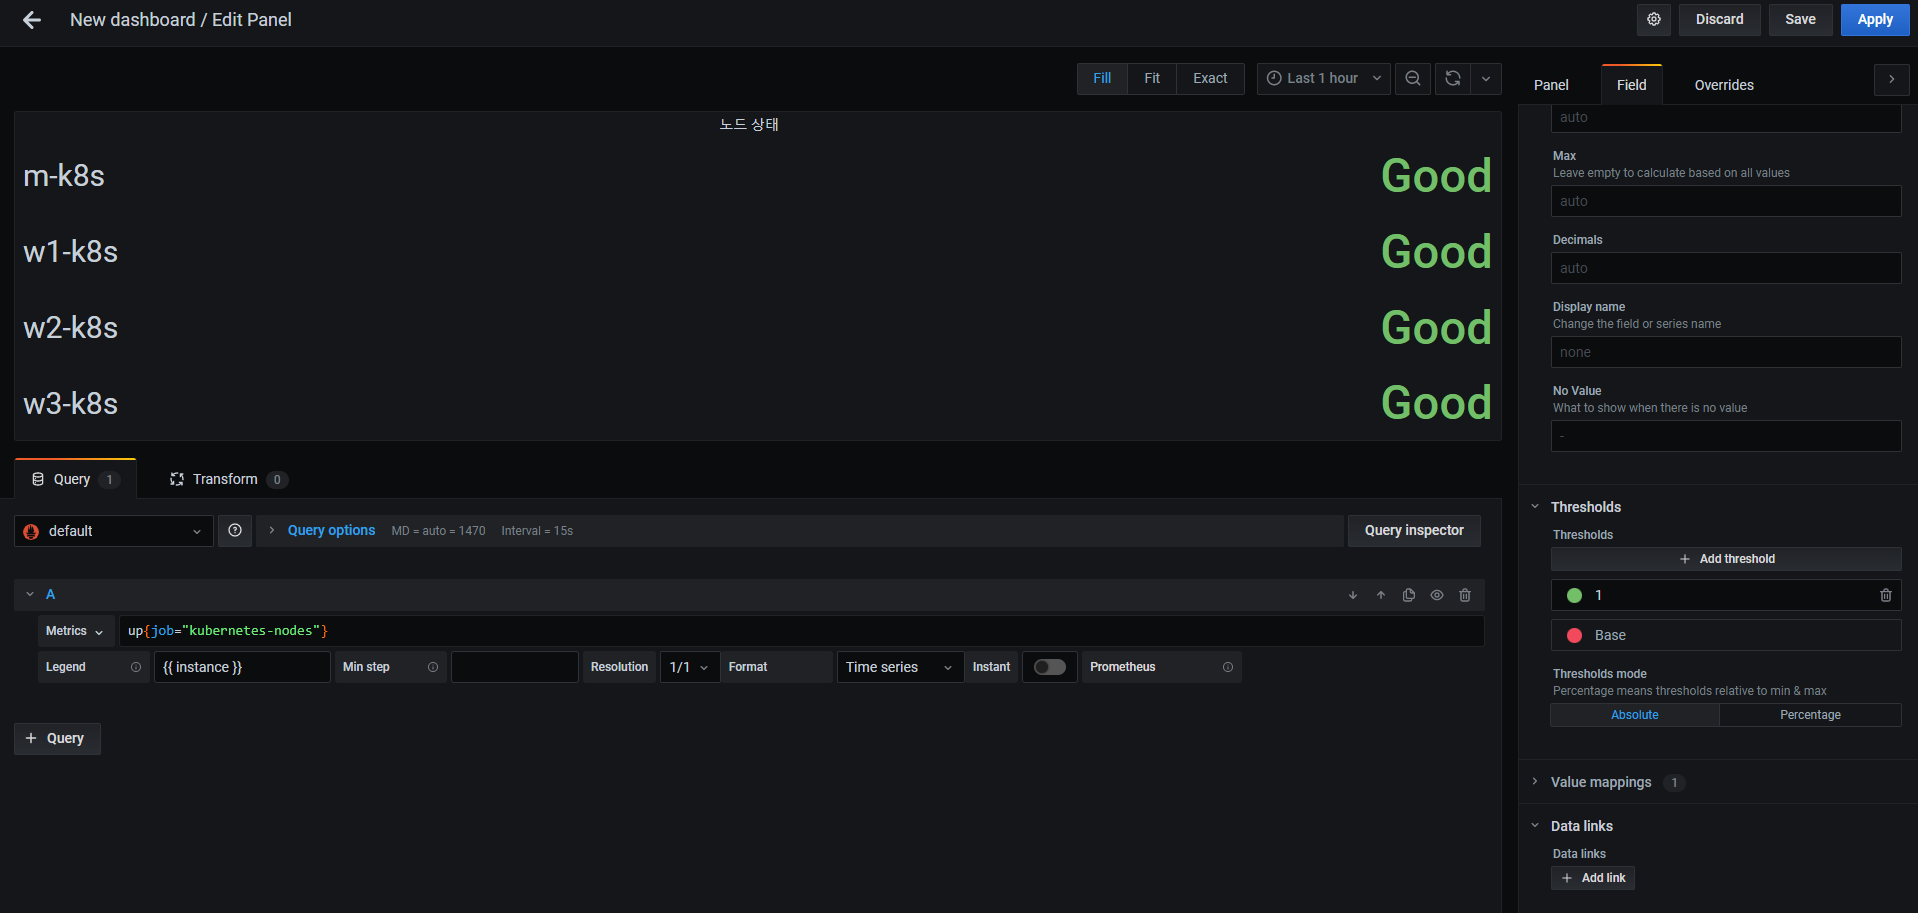 New dashboard / Edit Panel
Discard
Save
Apply
Fill
Fit
Exact
Last 1 hour
노드 상태
m-k8s
Good
w1-k8s
Good
w2-k8s
Good
w3-k8s
Good
Query 1
Transform 0
default
Query options MD = auto = 1470 Interval = 15s
Query inspector
A
Metrics
up{job="kubernetes-nodes"}
Legend
{{ instance }}
Min step
Resolution
1/1
Format
Time series
Instant
Prometheus
+ Query
Panel
Field
Overrides
auto
Max
Leave empty to calculate based on all values
auto
Decimals
auto
Display name
Change the field or series name
none
No Value
What to show when there is no value
-
Thresholds
Thresholds
+ Add threshold
1
Base
Thresholds mode
Percentage means thresholds relative to min & max
Absolute
Percentage
Value mappings 1
Data links
Data links
+ Add link